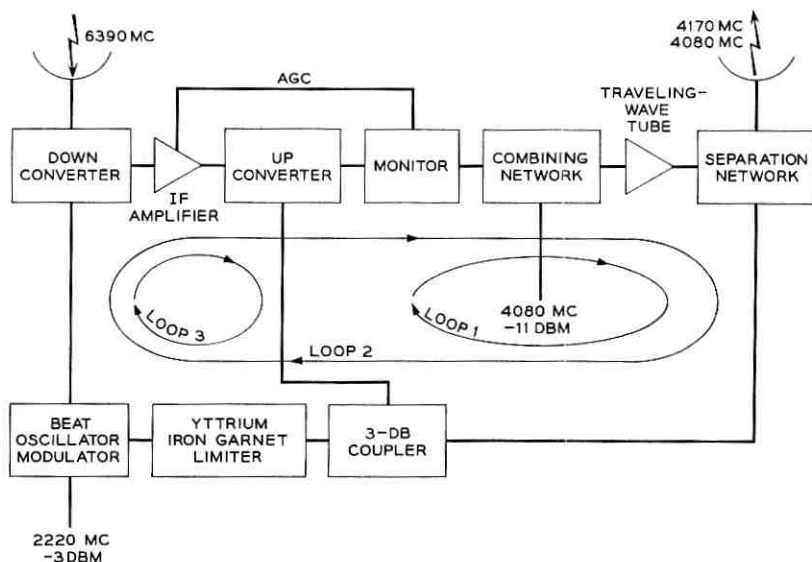 6390 MC
4170 MC
4080 MC
AGC
TRAVELING-
WAVE
TUBE
DOWN
CONVERTER
IF
AMPLIFIER
UP
CONVERTER
MONITOR
COMBINING
NETWORK
SEPARATION
NETWORK
LOOP 3
LOOP 1
4080 MC
-11 DBM
LOOP 2
BEAT
OSCILLATOR
MODULATOR
YTTRIUM
IRON GARNET
LIMITER
3-DB
COUPLER
2220 MC
-3 DBM